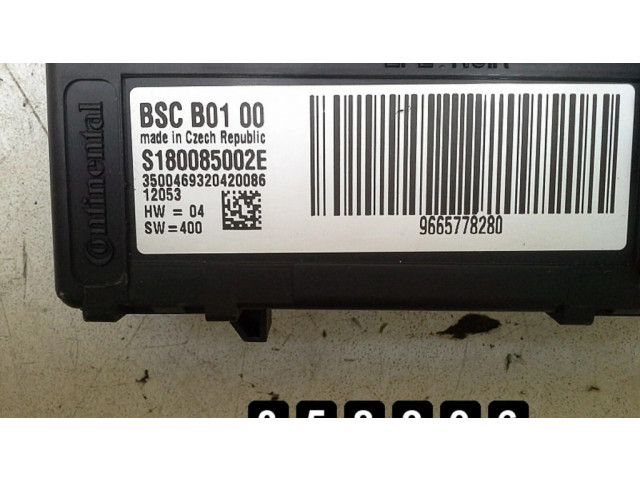 Continental
BSC B01 00
made in Czech Republic
S180085002E
3500469320420086
12053
HW = 04
SW=400
9665778280